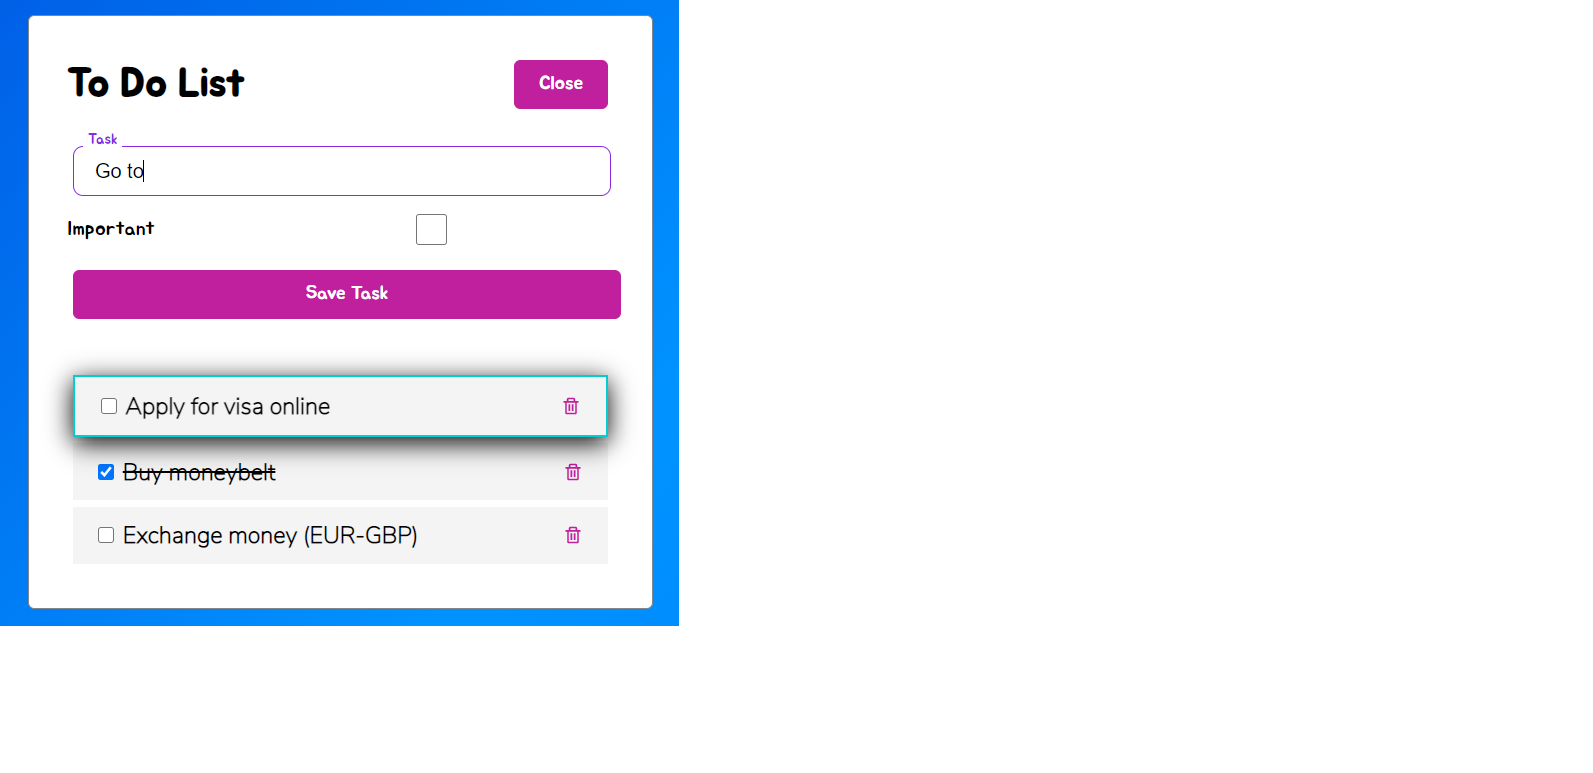 To Do List
Close
Task
Go to
Important
Save Task
Apply for visa online
Buy moneybelt
Exchange money (EUR-GBP)